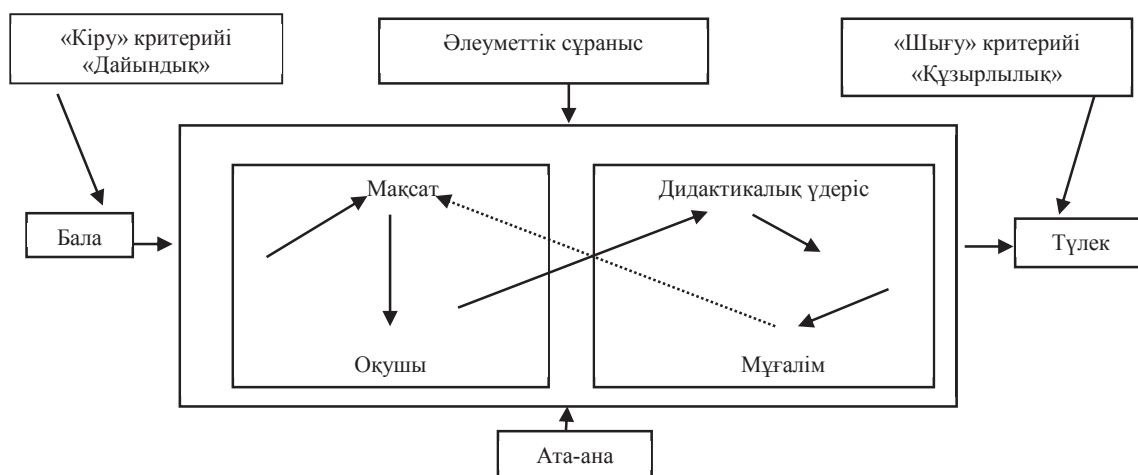 «Кіру» критерийі
«Дайындық»
Әлеуметтік сұраныс
«Шығу» критерийі
«Құзырлылық»
Мақсат
Дидактикалық үдеріс
Бала
Түлек
Оқушы
Мұғалім
Ата-ана